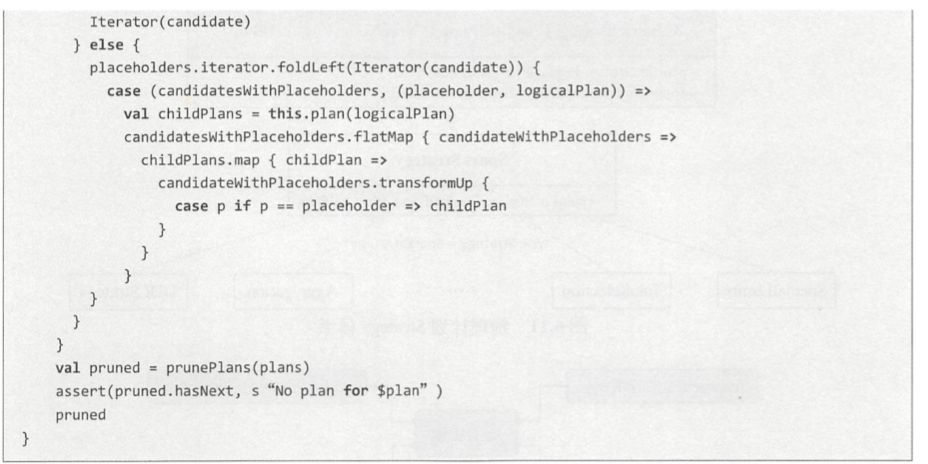 Iterator(candidate)
} else {
placeholders.iterator.foldLeft(Iterator(candidate)) {
case (candidatesWithPlaceholders, (placeholder, logicalPlan)) =>
val childPlans = this.plan(logicalPlan)
candidatesWithPlaceholders.flatMap { candidateWithPlaceholders =>
childPlans.map { childPlan =>
candidateWithPlaceholders.transformUp {
case p if p == placeholder => childPlan
}
}
}
}
}
}
val pruned = prunePlans(plans)
assert(pruned.hasNext, s “No plan for $plan” )
pruned
}